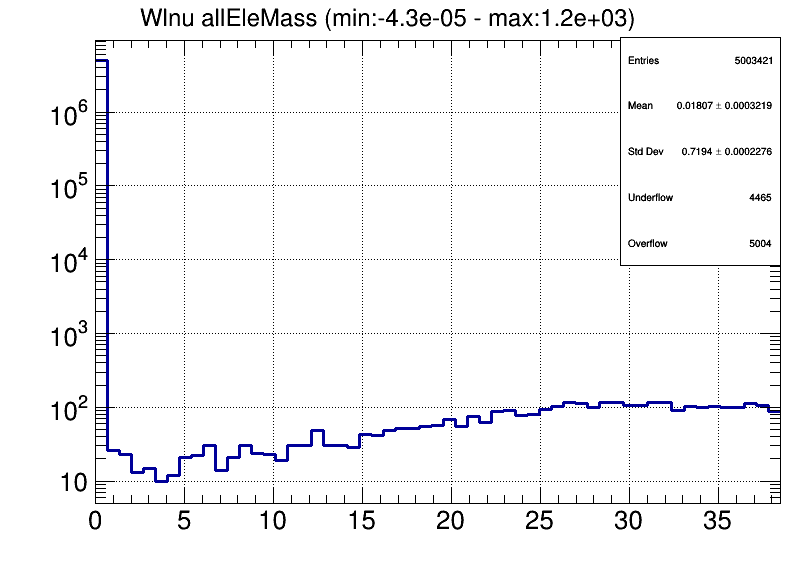 Wlnu allEleMass (min:-4.3e-05 - max:1.2e+03)
Entries 5003421
Mean 0.01807 ± 0.0003219
Std Dev 0.7194 ± 0.0002276
Underflow 4465
Overflow 5004
10^6
10^5
10^4
10^3
10^2
10
0 5 10 15 20 25 30 35